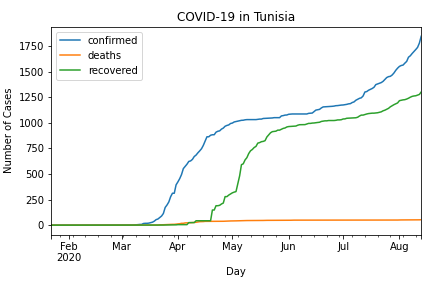 COVID-19 in Tunisia
confirmed
deaths
recovered
1750
1500
1250
1000
750
500
250
0
Number of Cases
Feb
2020
Mar
Apr
May
Jun
Jul
Aug
Day